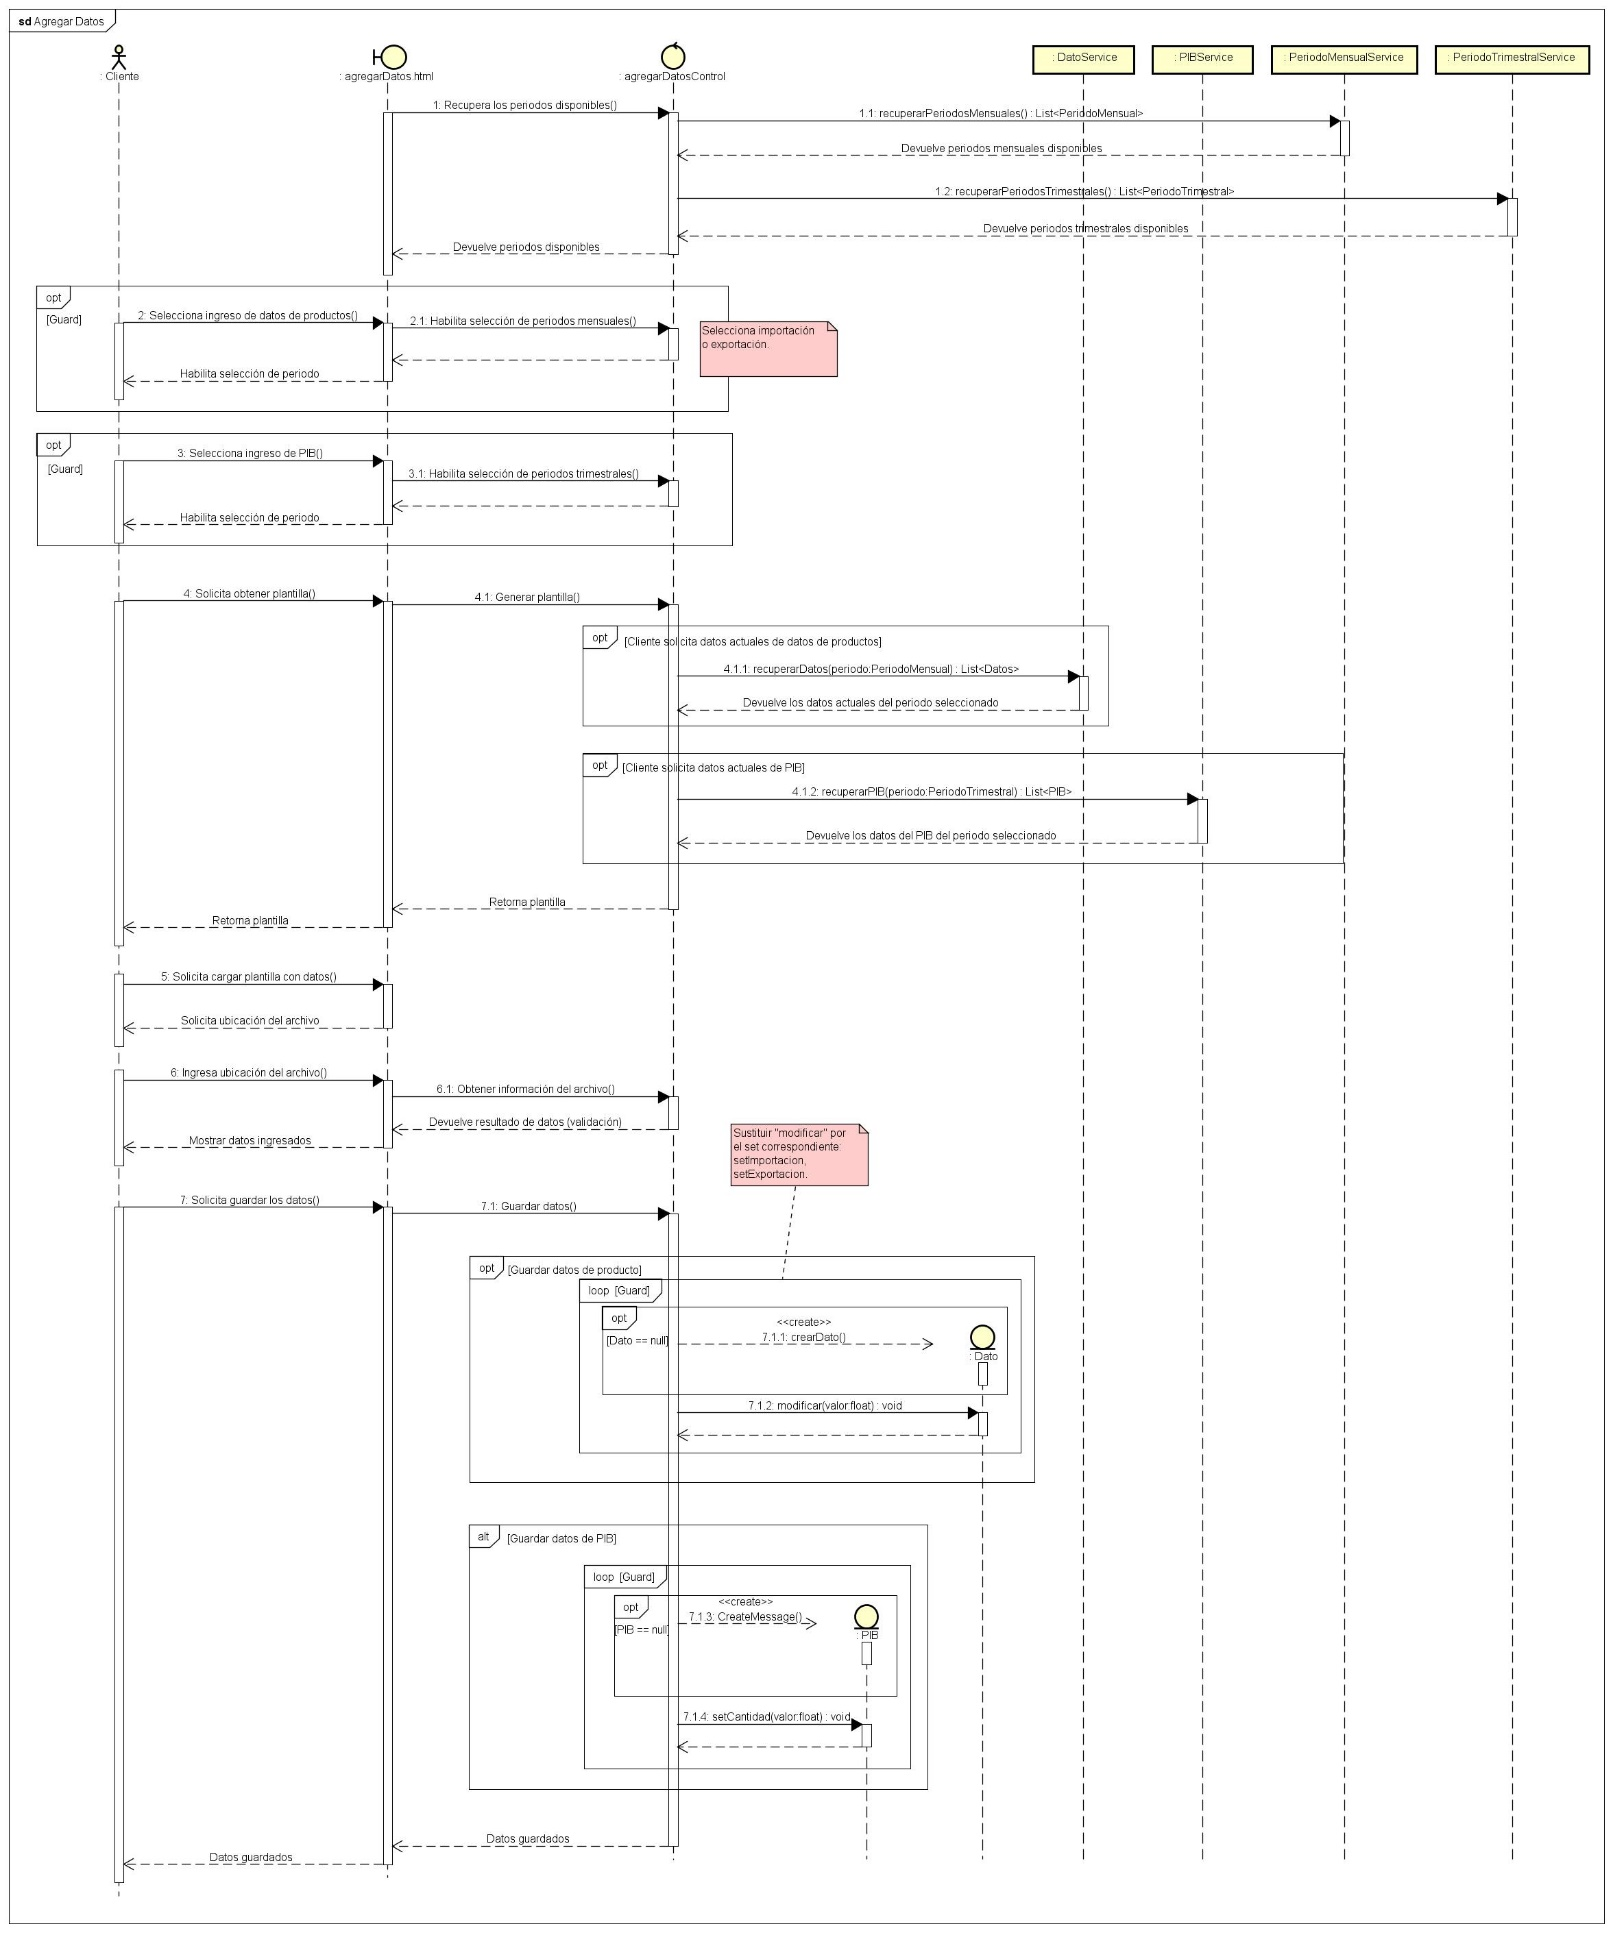 sd Agregar Datos
: Cliente
: agregarDatos.html
: agregarDatosControl
: DatoService
: PIBService
: PeriodoMensualService
: PeriodoTrimestralService
1: Recupera los periodos disponibles()
1.1: recuperarPeriodosMensuales() : List<PeriodoMensual>
Devuelve periodos mensuales disponibles
1.2: recuperarPeriodosTrimestrales() : List<PeriodoTrimestral>
Devuelve periodos trimestrales disponibles
Devuelve periodos disponibles
opt
[Guard]
2: Selecciona ingreso de datos de productos()
2.1: Habilita selección de periodos mensuales()
Selecciona importación
o exportación.
Habilita selección de periodo
opt
[Guard]
3: Selecciona ingreso de PIB()
3.1: Habilita selección de periodos trimestrales()
Habilita selección de periodo
4: Solicita obtener plantilla()
4.1: Generar plantilla()
opt
[Cliente solicita datos actuales de datos de productos]
4.1.1: recuperarDatos(periodo:PeriodoMensual) : List<Datos>
Devuelve los datos actuales del periodo seleccionado
opt
[Cliente solicita datos actuales de PIB]
4.1.2: recuperarPIB(periodo:PeriodoTrimestral) : List<PIB>
Devuelve los datos del PIB del periodo seleccionado
Retorna plantilla
Retorna plantilla
5: Solicita cargar plantilla con datos()
Solicita ubicación del archivo
6: Ingresa ubicación del archivo()
6.1: Obtener información del archivo()
Devuelve resultado de datos (validación)
Mostrar datos ingresados
Sustituir "modificar" por
el set correspondiente:
setImportacion,
setExportacion.
7: Solicita guardar los datos()
7.1: Guardar datos()
opt
[Guardar datos de producto]
loop [Guard]
opt
[Dato == null]
<<create>>
7.1.1: crearDato()
: Dato
7.1.2: modificar(valor:float) : void
alt
[Guardar datos de PIB]
loop [Guard]
opt
[PIB == null]
<<create>>
7.1.3: CreateMessage()
: PIB
7.1.4: setCantidad(valor:float) : void
Datos guardados
Datos guardados